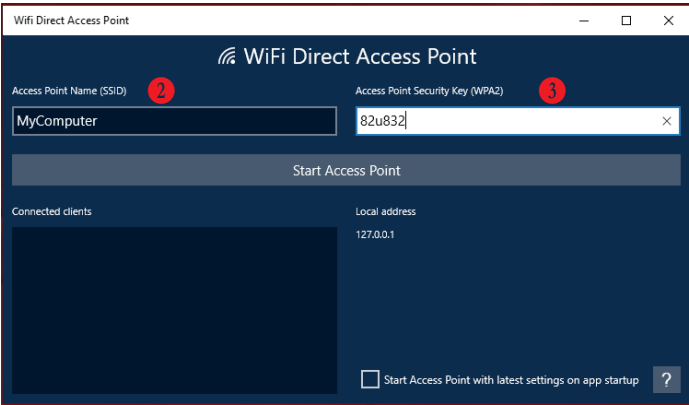 Wifi Direct Access Point
WiFi Direct Access Point
Access Point Name (SSID) 2
Access Point Security Key (WPA2) 3
MyComputer
82u832
Start Access Point
Connected clients
Local address
127.0.0.1
Start Access Point with latest settings on app startup ?